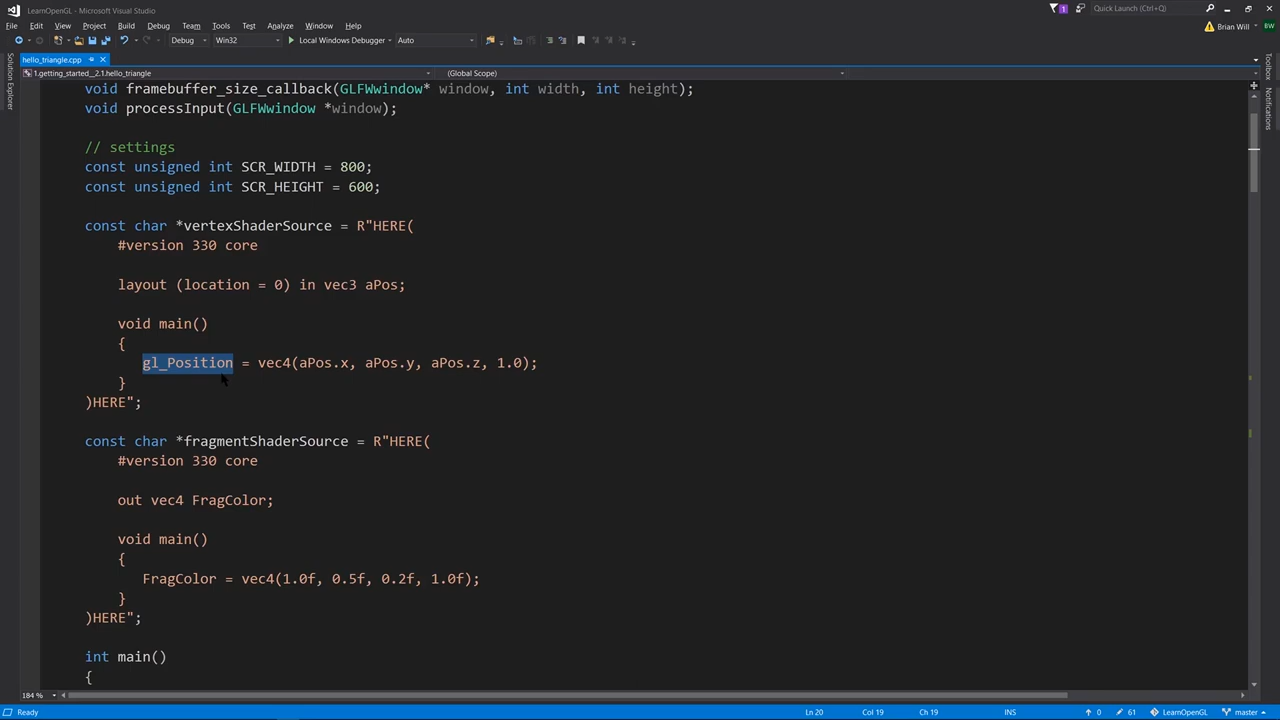 LearnOpenGL - Microsoft Visual Studio
1
Quick Launch (Ctrl+Q)
File Edit View Project Build Debug Team Tools Test Analyze Window Help
Brian Will BW
Debug Win32 Local Windows Debugger Auto
hello_triangle.cpp
1.getting_started__2.1.hello_triangle (Global Scope)
Solution Explorer
Toolbox
Notifications
void framebuffer_size_callback(GLFWwindow* window, int width, int height);
void processInput(GLFWwindow *window);
// settings
const unsigned int SCR_WIDTH = 800;
const unsigned int SCR_HEIGHT = 600;
const char *vertexShaderSource = R"HERE(
#version 330 core
layout (location = 0) in vec3 aPos;
void main()
{
gl_Position = vec4(aPos.x, aPos.y, aPos.z, 1.0);
}
)HERE";
const char *fragmentShaderSource = R"HERE(
#version 330 core
out vec4 FragColor;
void main()
{
FragColor = vec4(1.0f, 0.5f, 0.2f, 1.0f);
}
)HERE";
int main()
{
184 %
Ready Ln 20 Col 19 Ch 19 INS 0 61 LearnOpenGL master